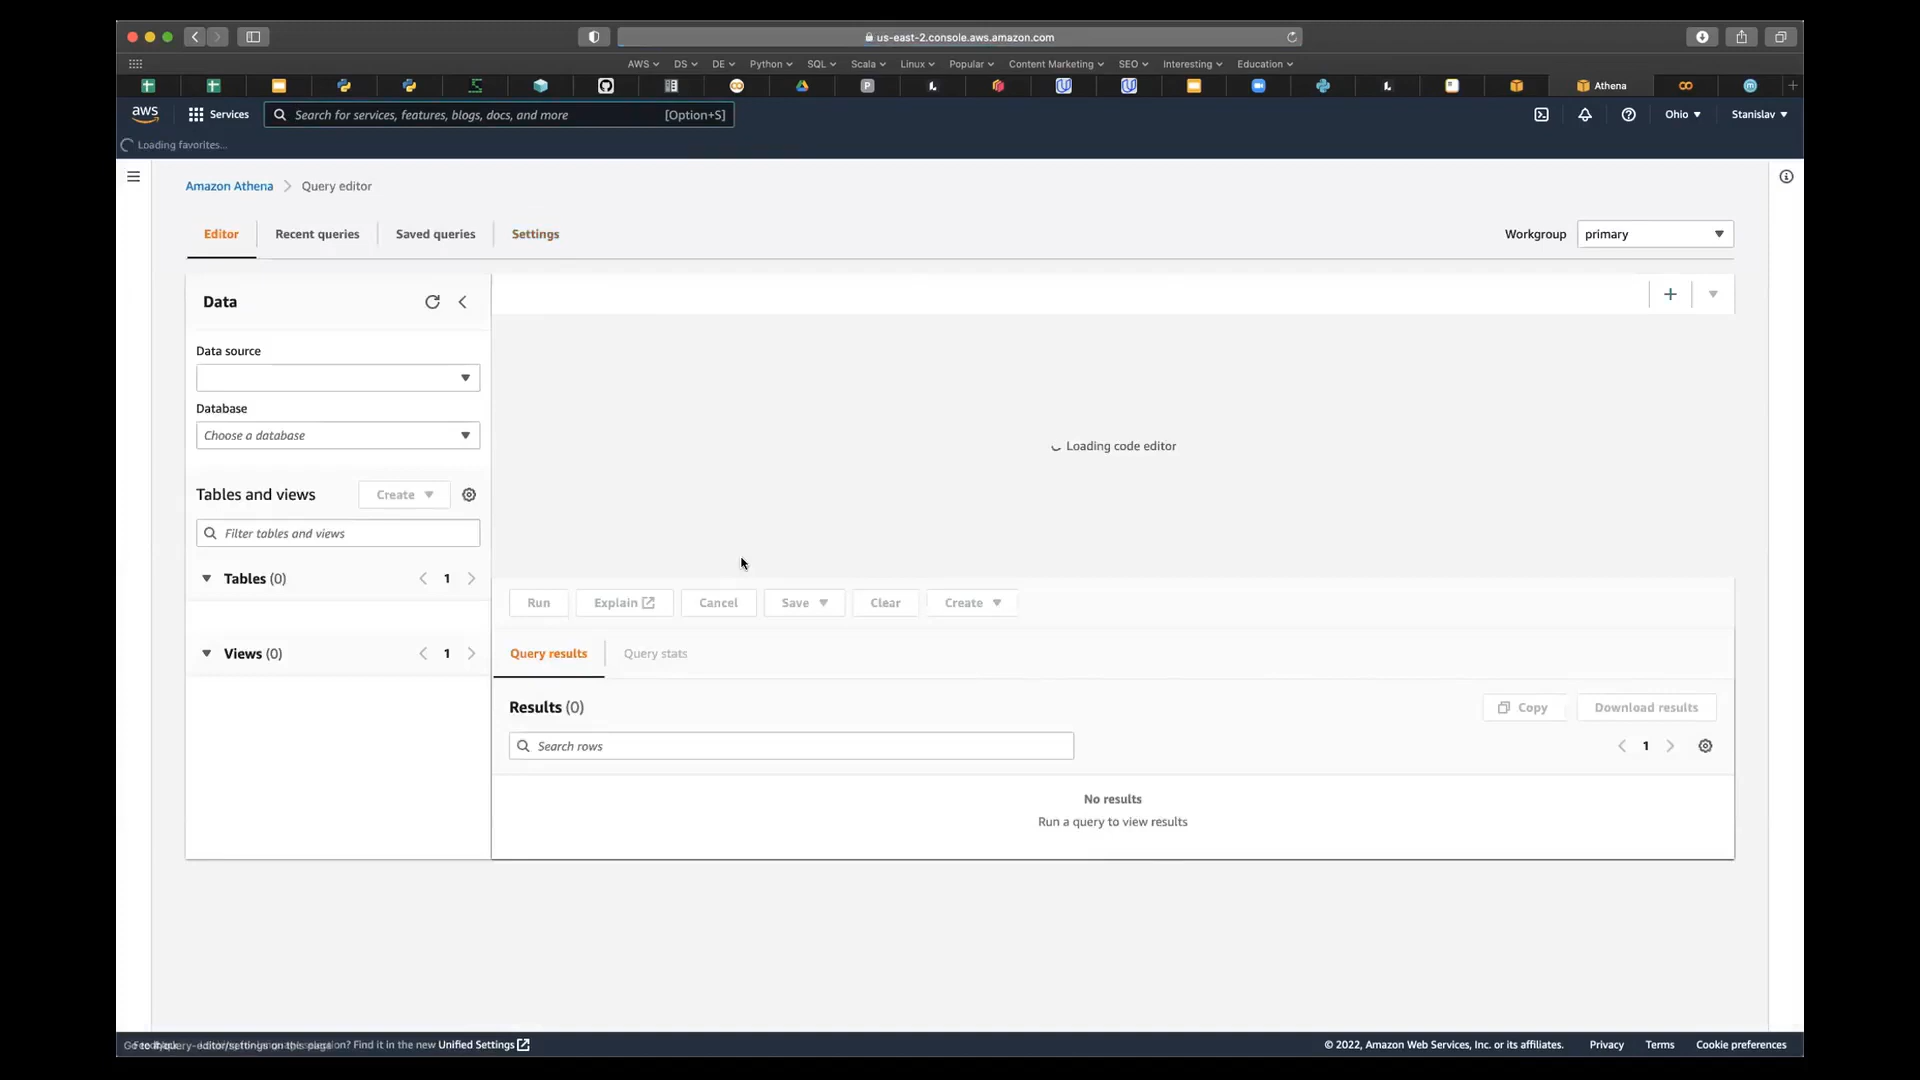 us-east-2.console.aws.amazon.com
AWS DS DE Python SQL Scala Linux Popular Content Marketing SEO Interesting Education
P Athena
aws Services Search for services, features, blogs, docs, and more [Option+S] Ohio Stanislav
Loading favorites...
Amazon Athena > Query editor
Editor Recent queries Saved queries Settings Workgroup primary
Data
Data source
Database
Choose a database
Loading code editor
Tables and views Create
Filter tables and views
Tables (0) 1
Run Explain Cancel Save Clear Create
Views (0) 1
Query results Query stats
Results (0) Copy Download results
Search rows 1
No results
Run a query to view results
Find it in the new Unified Settings © 2022, Amazon Web Services, Inc. or its affiliates. Privacy Terms Cookie preferences